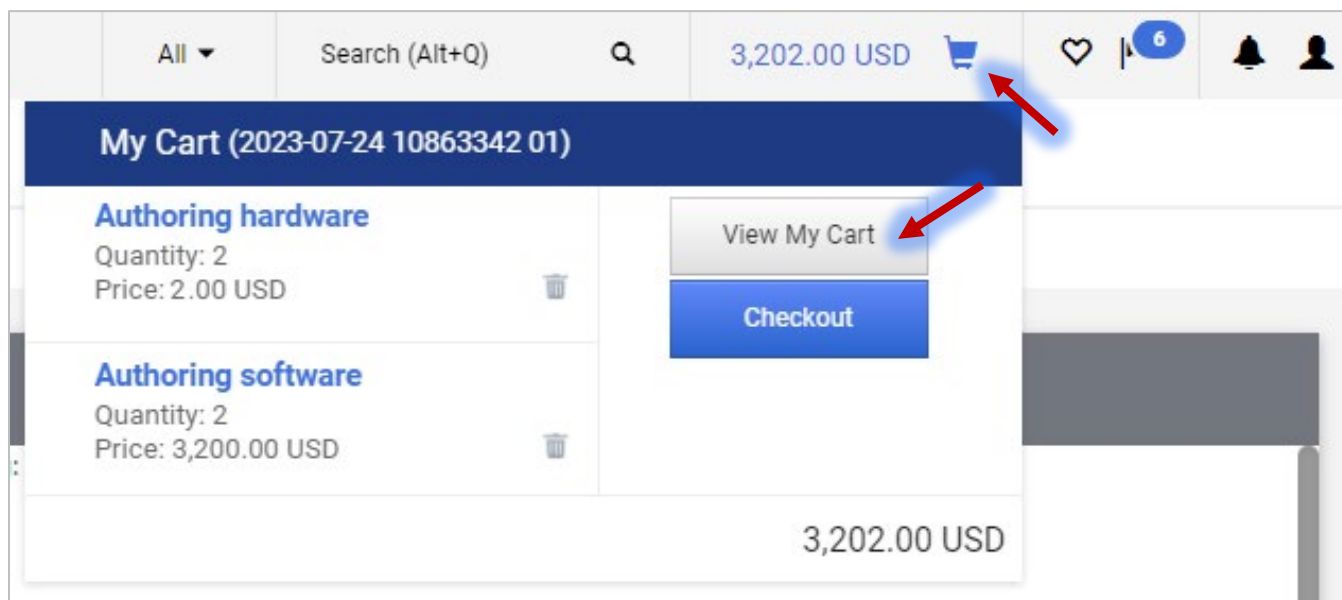 All
Search (Alt+Q)
3,202.00 USD
6
My Cart (2023-07-24 10863342 01)
Authoring hardware
Quantity: 2
Price: 2.00 USD
View My Cart
Checkout
Authoring software
Quantity: 2
Price: 3,200.00 USD
:
3,202.00 USD